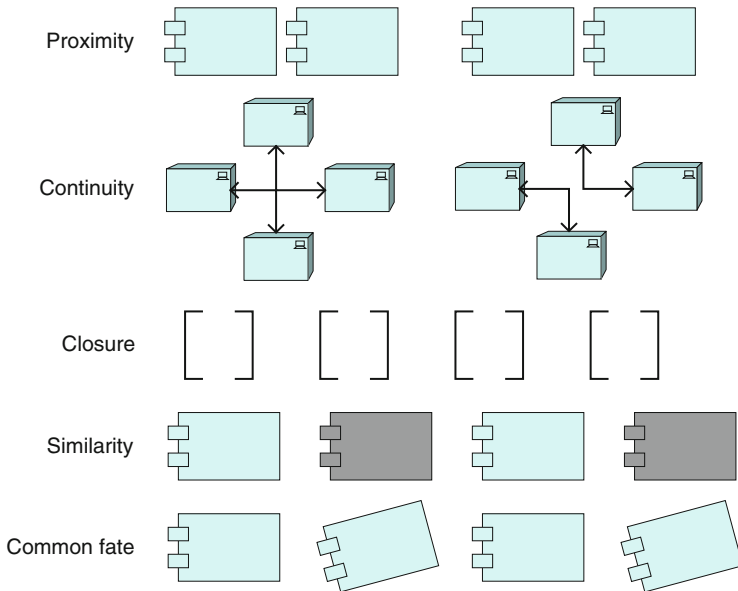 Proximity
Continuity
Closure
Similarity
Common fate